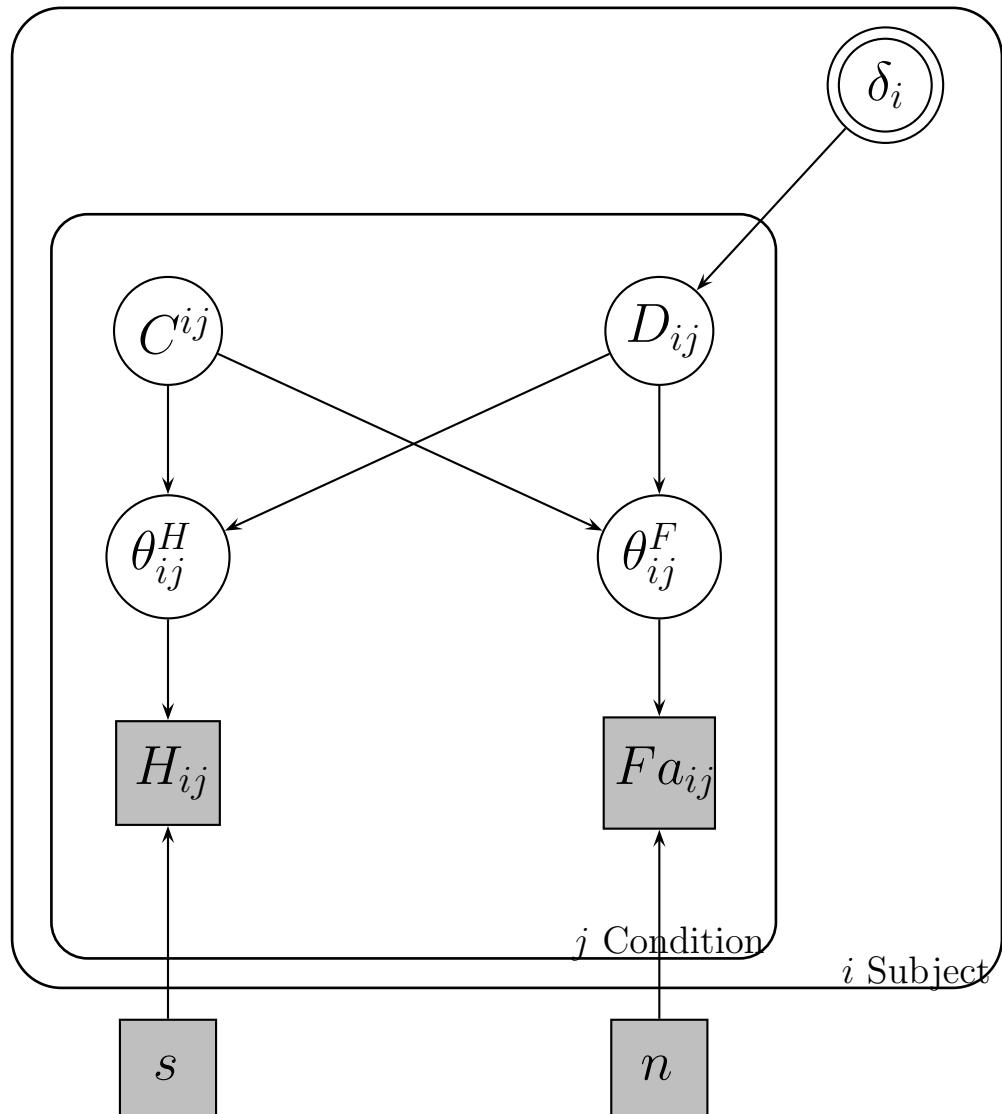 δ_i
C^{ij} D_{ij}
θ^H_{ij} θ^F_{ij}
H_{ij} Fa_{ij}
j Condition
i Subject
s n